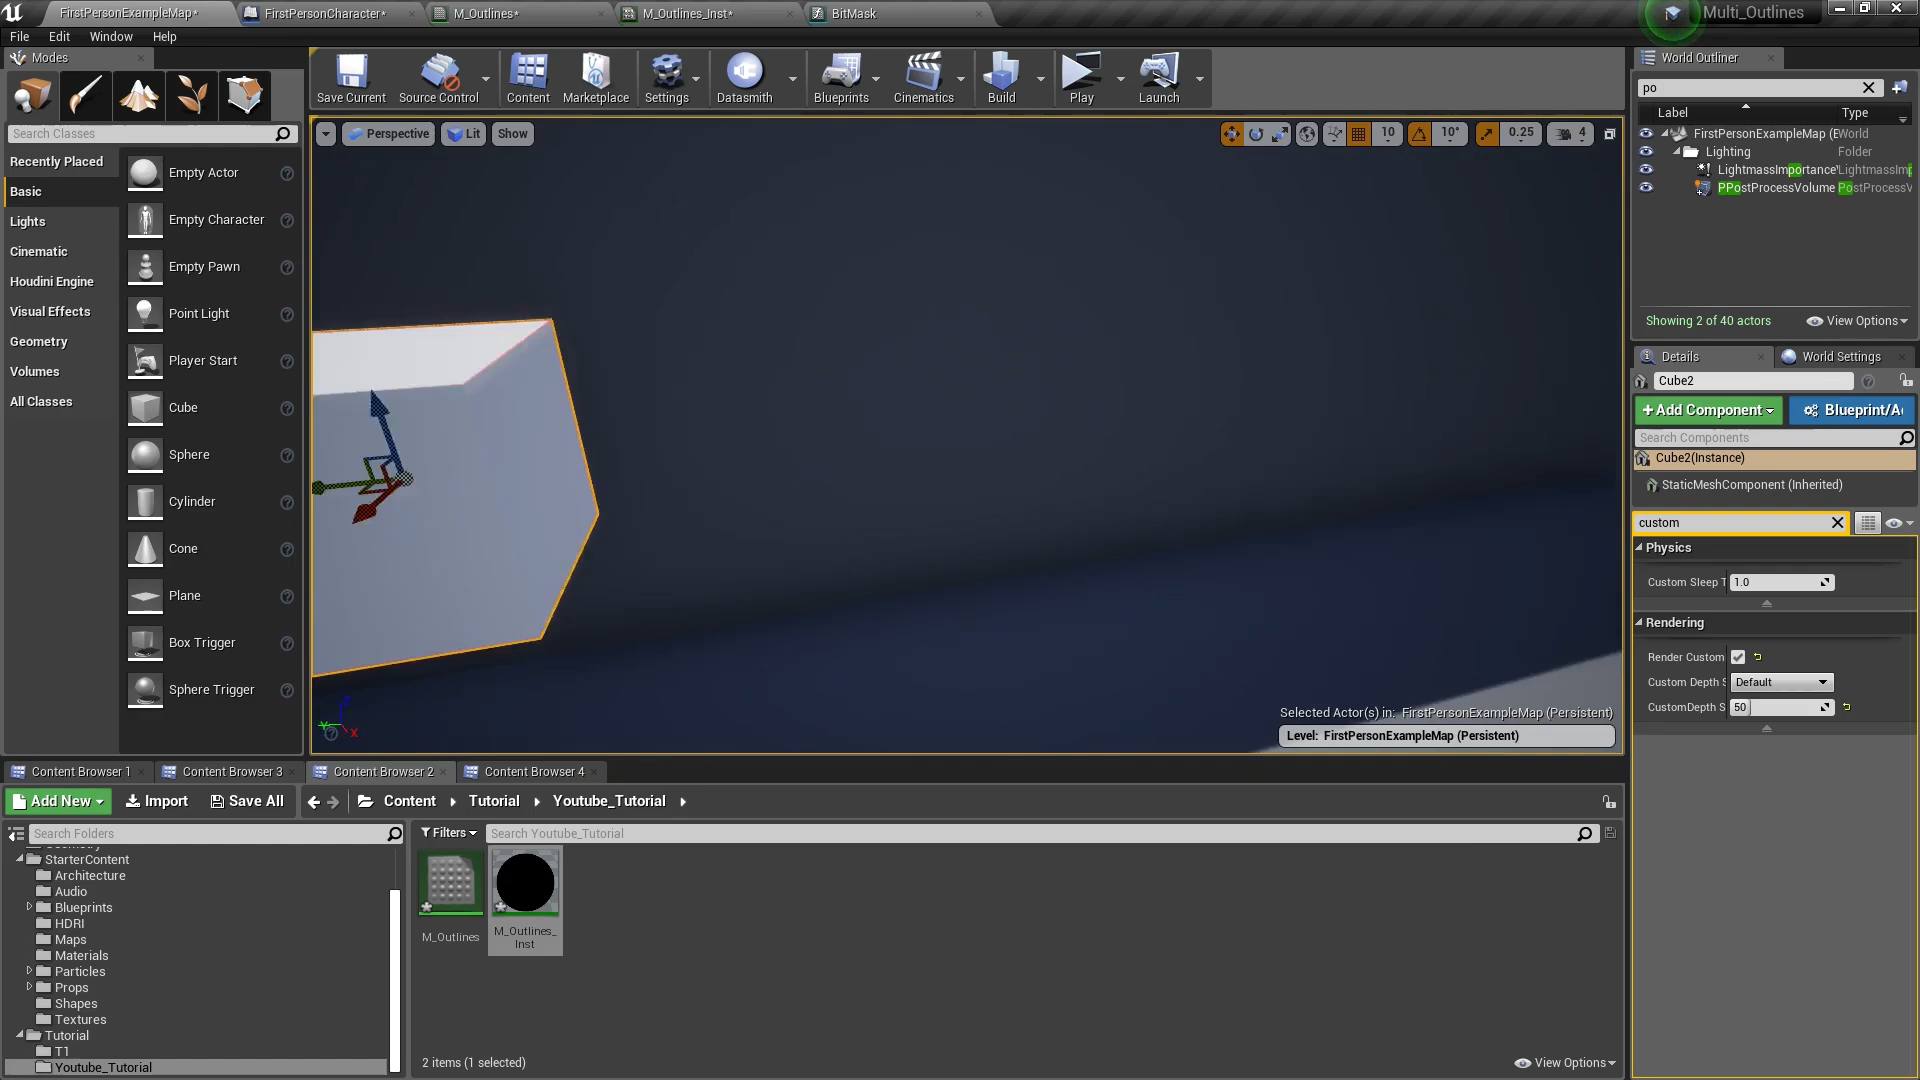 FirstPersonExampleMap*
FirstPersonCharacter*
M_Outlines*
M_Outlines_Inst*
BitMask
Multi_Outlines
File
Edit
Window
Help
Modes
Search Classes
Recently Placed
Basic
Lights
Cinematic
Houdini Engine
Visual Effects
Geometry
Volumes
All Classes
Empty Actor
Empty Character
Empty Pawn
Point Light
Player Start
Cube
Sphere
Cylinder
Cone
Plane
Box Trigger
Sphere Trigger
Save Current
Source Control
Content
Marketplace
Settings
Datasmith
Blueprints
Cinematics
Build
Play
Launch
Perspective
Lit
Show
10
10°
0.25
4
Selected Actor(s) in: FirstPersonExampleMap (Persistent)
Level: FirstPersonExampleMap (Persistent)
World Outliner
po
Label
Type
FirstPersonExampleMap (E
World
Lighting
Folder
LightmassImportance
LightmassImp
PPostProcessVolume
PostProcessV
Showing 2 of 40 actors
View Options
Details
World Settings
Cube2
+Add Component
Blueprint/A
Search Components
Cube2(Instance)
StaticMeshComponent (Inherited)
custom
Physics
Custom Sleep T
1.0
Rendering
Render Custom
Custom Depth S
Default
CustomDepth S
50
Content Browser 1
Content Browser 3
Content Browser 2
Content Browser 4
Add New
Import
Save All
Content
Tutorial
Youtube_Tutorial
Search Folders
Filters
Search Youtube_Tutorial
StarterContent
Architecture
Audio
Blueprints
HDRI
Maps
Materials
Particles
Props
Shapes
Textures
Tutorial
T1
Youtube_Tutorial
M_Outlines
M_Outlines_
Inst
2 items (1 selected)
View Options
X
Y
Z